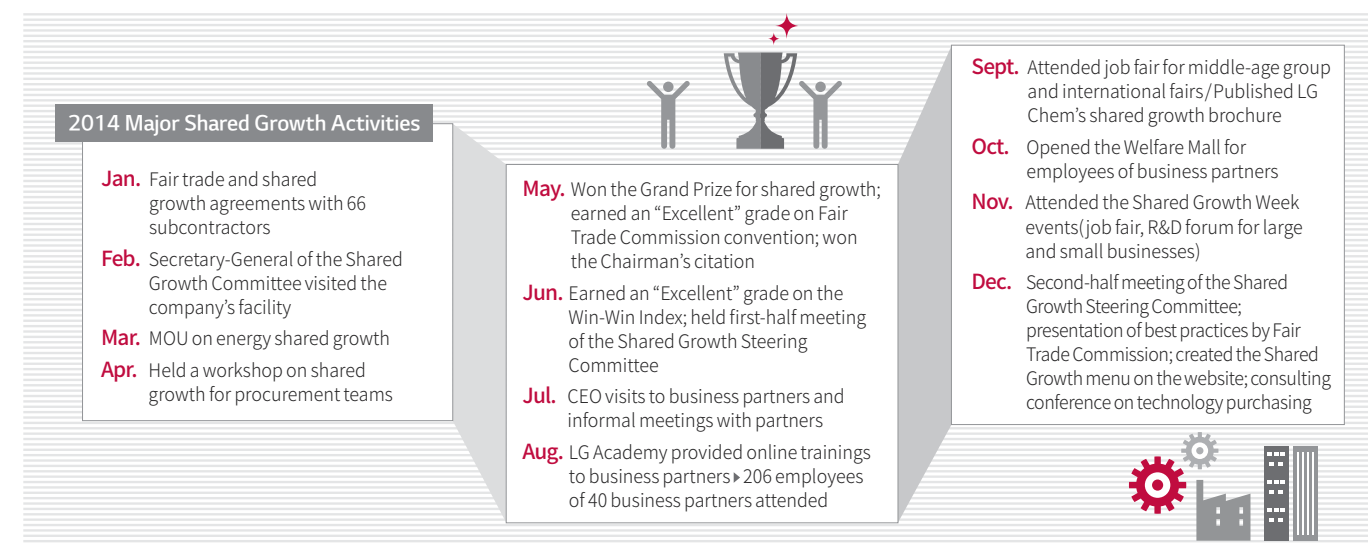 2014 Major Shared Growth Activities
Jan. Fair trade and shared
growth agreements with 66
subcontractors
Feb. Secretary-General of the Shared
Growth Committee visited the
company's facility
Mar. MOU on energy shared growth
Apr. Held a workshop on shared
growth for procurement teams
May. Won the Grand Prize for shared growth;
earned an “Excellent” grade on Fair
Trade Commission convention; won
the Chairman's citation
Jun. Earned an “Excellent” grade on the
Win-Win Index; held first-half meeting
of the Shared Growth Steering
Committee
Jul. CEO visits to business partners and
informal meetings with partners
Aug. LG Academy provided online trainings
to business partners▶206 employees
of 40 business partners attended
Sept. Attended job fair for middle-age group
and international fairs/Published LG
Chem's shared growth brochure
Oct. Opened the Welfare Mall for
employees of business partners
Nov. Attended the Shared Growth Week
events(job fair, R&D forum for large
and small businesses)
Dec. Second-half meeting of the Shared
Growth Steering Committee;
presentation of best practices by Fair
Trade Commission; created the Shared
Growth menu on the website; consulting
conference on technology purchasing